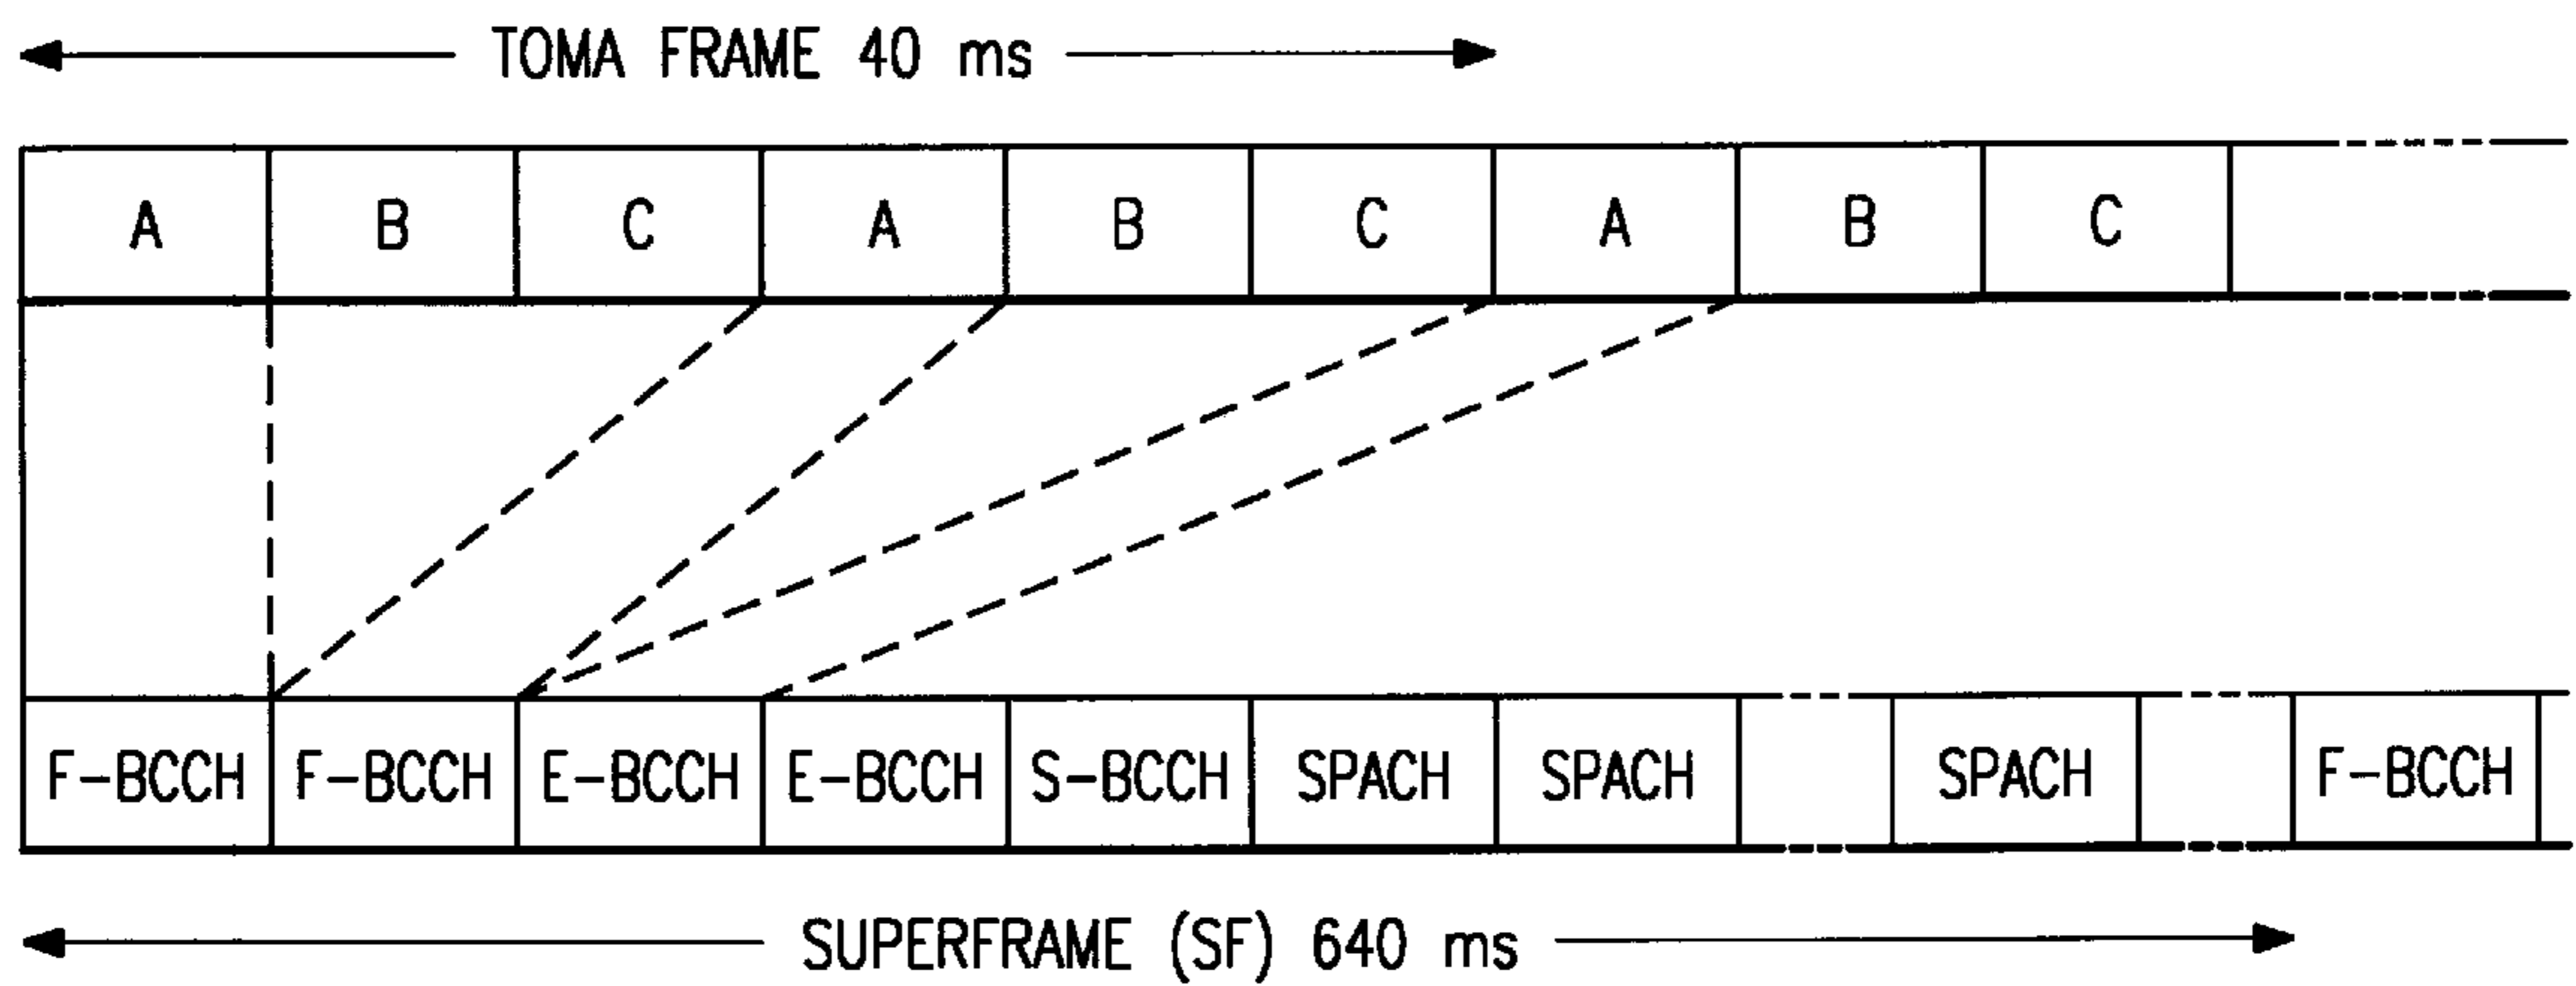 TOMA FRAME 40 ms
A B C A B C A B C
F-BCCH F-BCCH E-BCCH E-BCCH S-BCCH SPACH SPACH SPACH F-BCCH
SUPERFRAME (SF) 640 ms